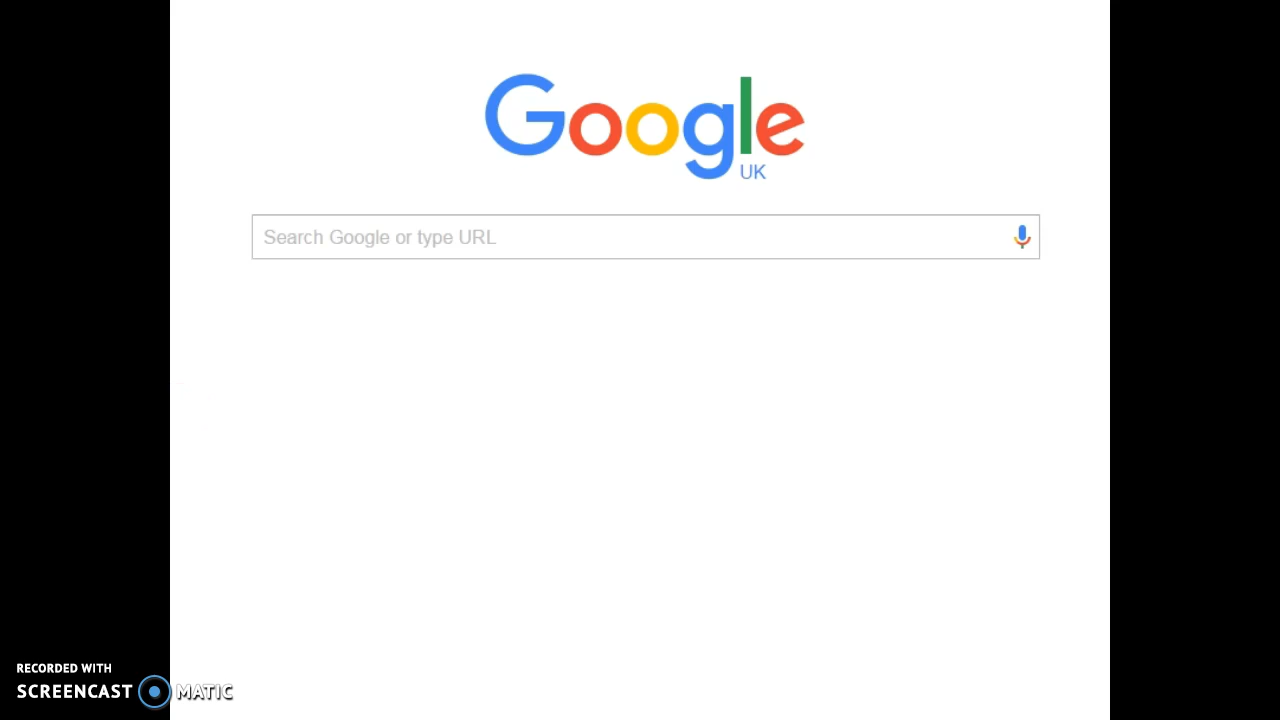 Google
UK
Search Google or type URL
RECORDED WITH
SCREENCAST MATIC